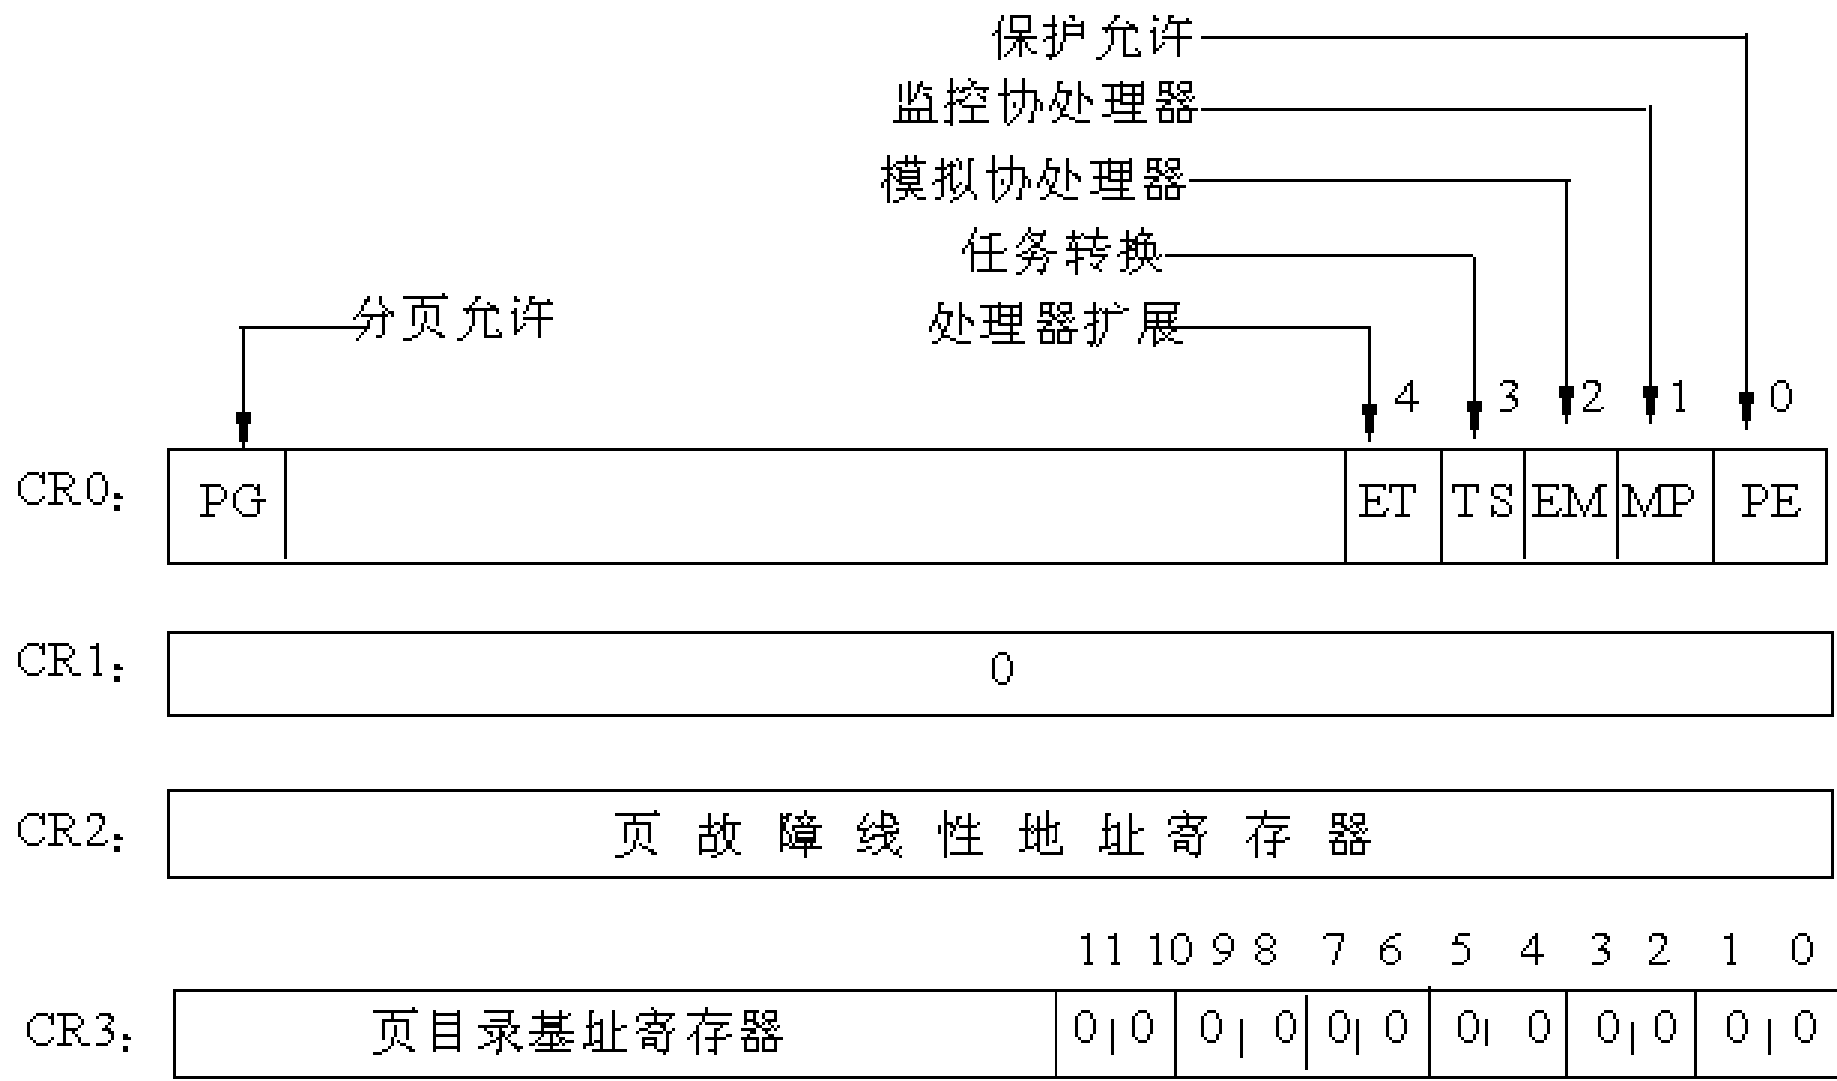 保护允许
监控协处理器
模拟协处理器
任务转换
分页允许
处理器扩展
4 3 2 1 0
CR0: PG ET TS EM MP PE
CR1: 0
CR2: 页故障线性地址寄存器
11 10 9 8 7 6 5 4 3 2 1 0
CR3: 页目录基址寄存器 0 0 0 0 0 0 0 0 0 0 0 0